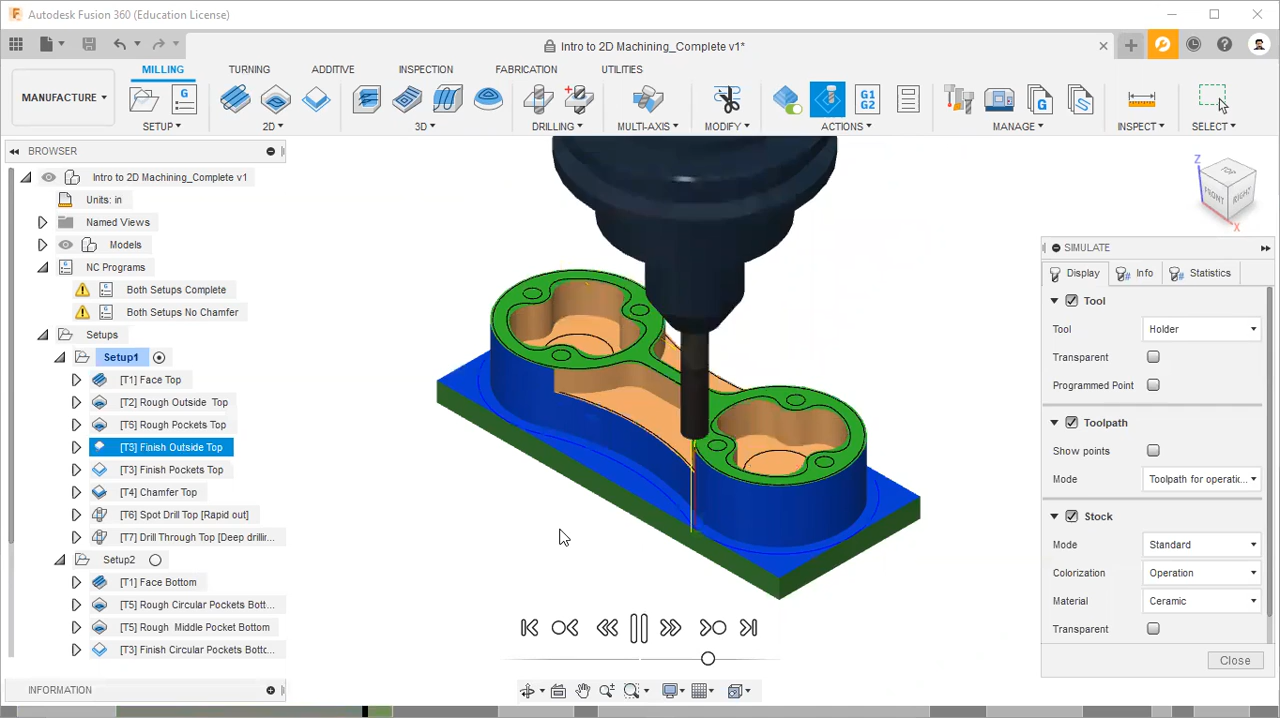 Autodesk Fusion 360 (Education License)
Intro to 2D Machining_Complete v1*
MILLING TURNING ADDITIVE INSPECTION FABRICATION UTILITIES
MANUFACTURE
G1
G2
G
G
S
SETUP 2D 3D DRILLING MULTI-AXIS MODIFY ACTIONS MANAGE INSPECT SELECT
BROWSER
Intro to 2D Machining_Complete v1
Units: in
Named Views
Models
NC Programs
Both Setups Complete
Both Setups No Chamfer
Setups
Setup1
[T1] Face Top
[T2] Rough Outside Top
[T5] Rough Pockets Top
[T3] Finish Outside Top
[T3] Finish Pockets Top
[T4] Chamfer Top
[T6] Spot Drill Top [Rapid out]
[T7] Drill Through Top [Deep drillin...
Setup2
[T1] Face Bottom
[T5] Rough Circular Pockets Bott...
[T5] Rough Middle Pocket Bottom
[T3] Finish Circular Pockets Botto...
INFORMATION
Z
TOP
FRONT
RIGHT
X
SIMULATE
Display Info Statistics
Tool
Tool Holder
Transparent
Programmed Point
Toolpath
Show points
Mode Toolpath for operati...
Stock
Mode Standard
Colorization Operation
Material Ceramic
Transparent
Close